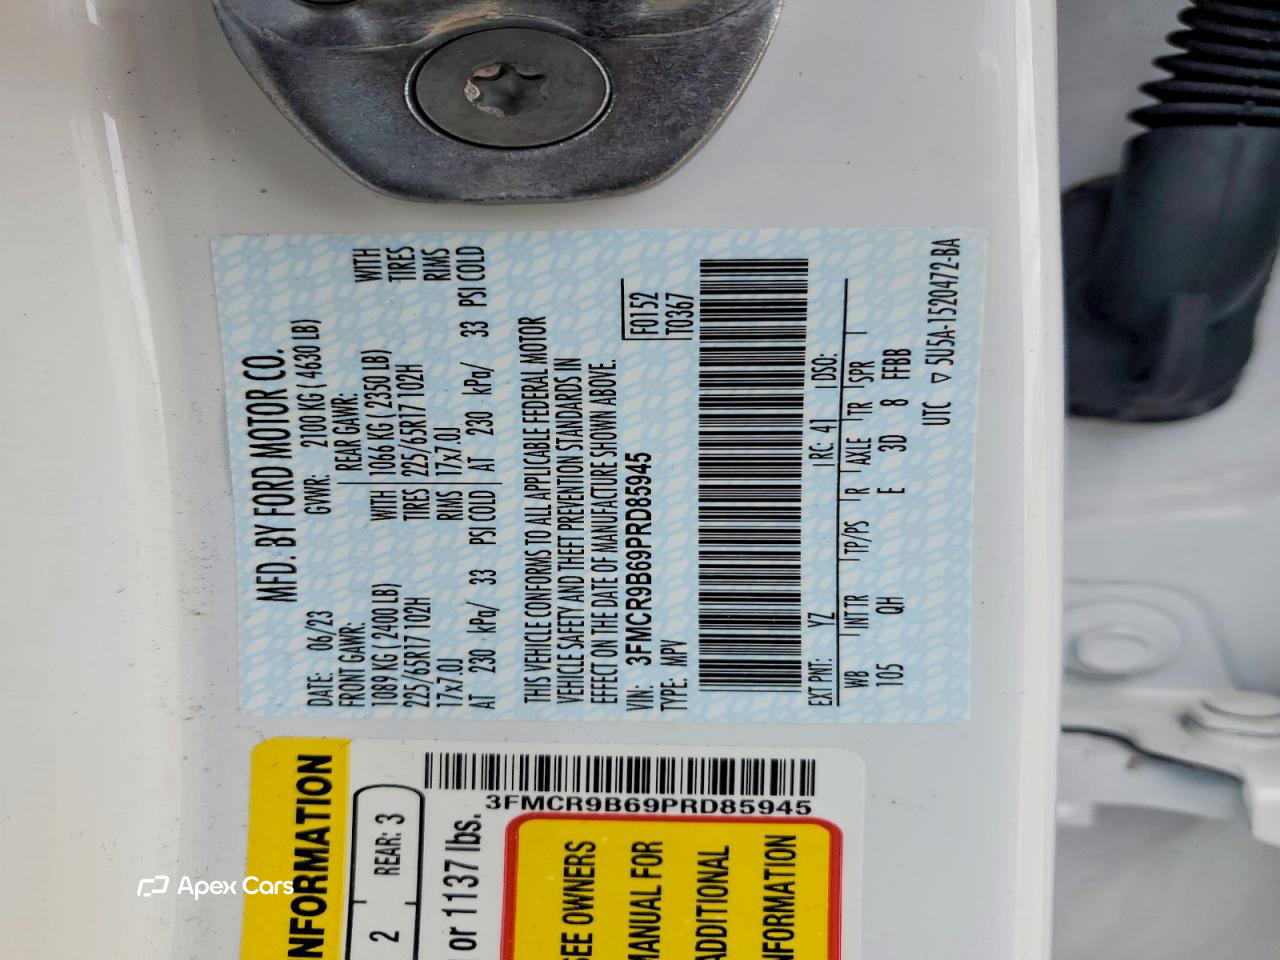 MFD. BY FORD MOTOR CO.
DATE: 06/23 GVWR: 2100 KG ( 4630 LB)
FRONT GAWR: REAR GAWR:
1089 KG ( 2400 LB) WITH 1066 KG ( 2350 LB) WITH
225/65R17 102H TIRES 225/65R17 102H TIRES
17x7.0J RIMS 17x7.0J RIMS
AT 230 kPa/ 33 PSI COLD AT 230 kPa/ 33 PSI COLD
THIS VEHICLE CONFORMS TO ALL APPLICABLE FEDERAL MOTOR
VEHICLE SAFETY AND THEFT PREVENTION STANDARDS IN
EFFECT ON THE DATE OF MANUFACTURE SHOWN ABOVE.
VIN: 3FMCR9B69PRD85945
TYPE: MPV
F0152
T0367
EXT PNT: YZ RC: 41 DSO:
WB INT TR TP/PS R AXLE TR SPR
105 QH E 3D 8 FFBB
UTC ▽ 5U5A-1520472-BA
NFORMATION
2 REAR: 3
or 1137 lbs.
3FMCR9B69PRD85945
SEE OWNERS
MANUAL FOR
ADDITIONAL
NFORMATION
Apex Cars